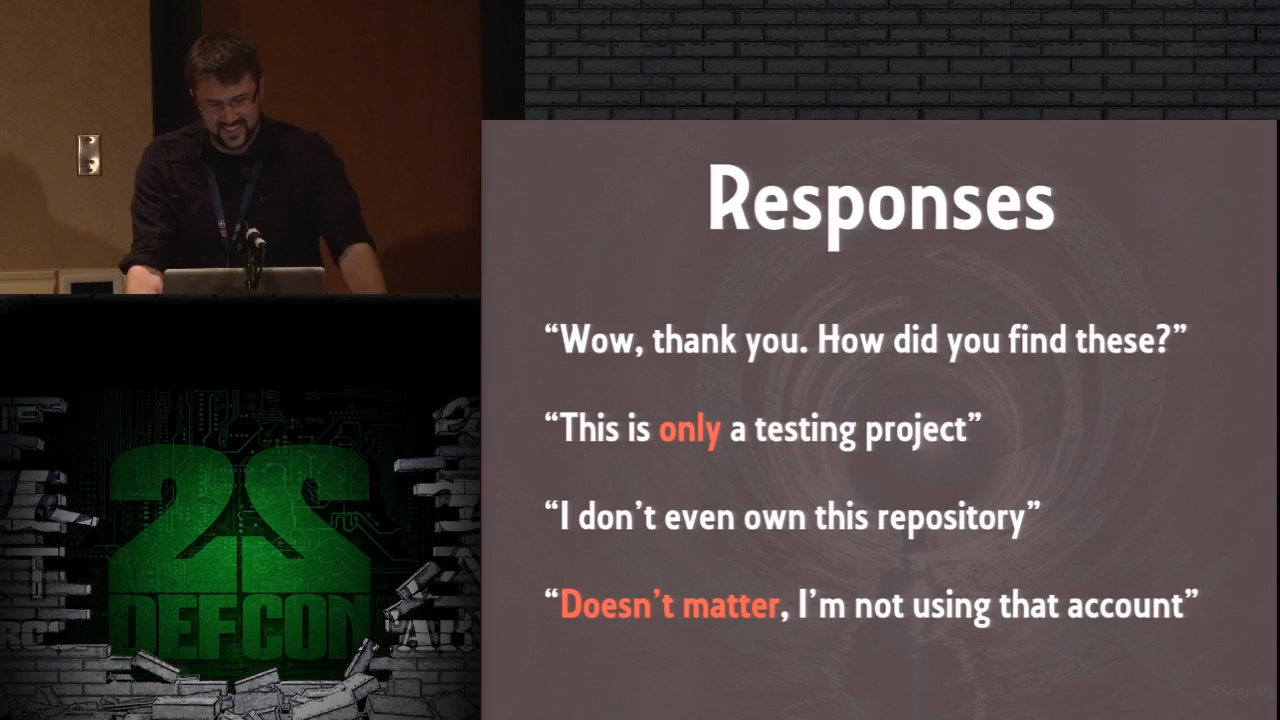 Responses
“Wow, thank you. How did you find these?”
“This is only a testing project”
“I don’t even own this repository”
“Doesn’t matter, I’m not using that account”
22
DEFCON